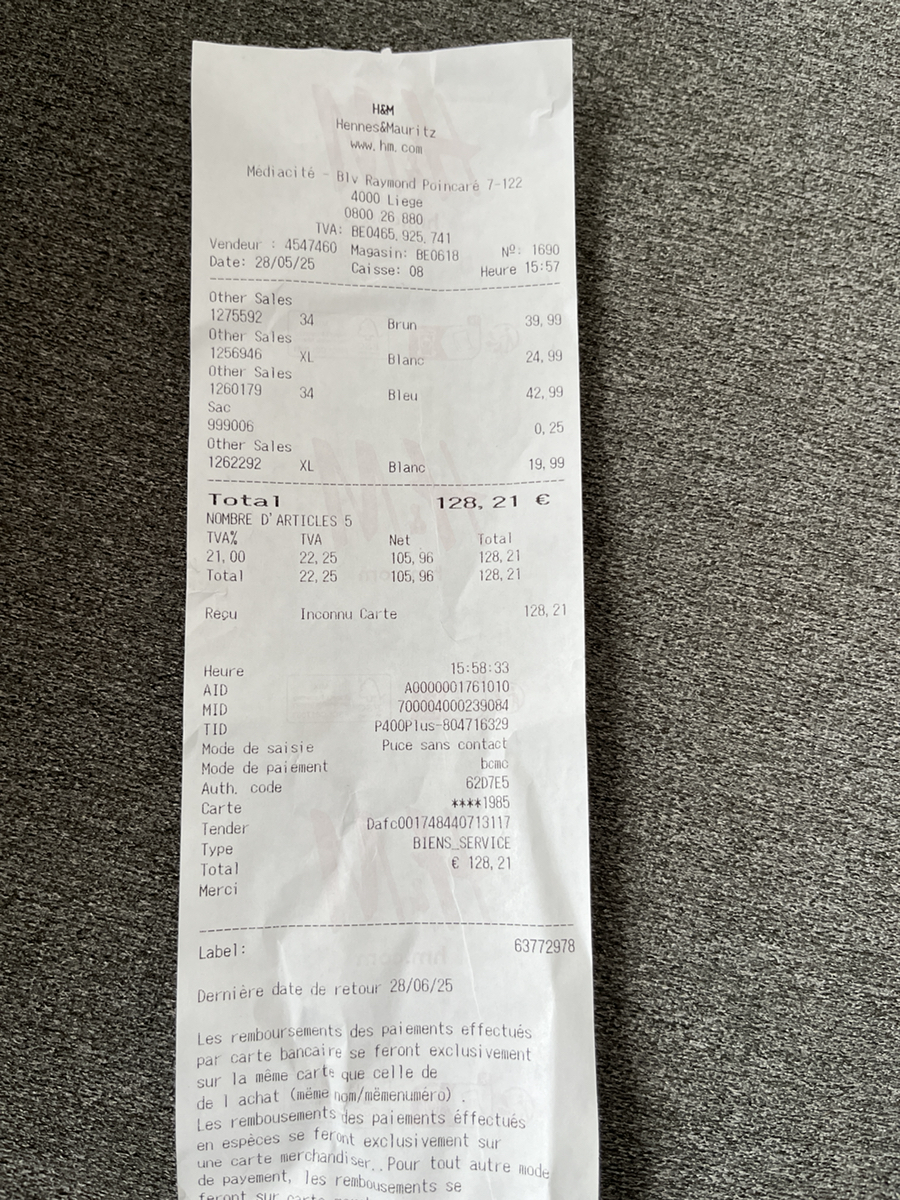 H&M
Hennes&Mauritz
www.hm.com
Médiacité - Blv Raymond Poincaré 7-122
4000 Liege
0800 26 880
TVA: BE0465,925,741
Vendeur : 4547460 Magasin: BE0618 Nº: 1690
Date: 28/05/25 Caisse: 08 Heure 15:57
Other Sales
1275592 34 Brun 39,99
Other Sales
1256946 XL Blanc 24,99
Other Sales
1260179 34 Bleu 42,99
Sac
999006 0,25
Other Sales
1262292 XL Blanc 19,99
Total 128,21 €
NOMBRE D'ARTICLES 5
TVA% TVA Net Total
21,00 22,25 105,96 128,21
Total 22,25 105,96 128,21
Reçu Inconnu Carte 128,21
Heure 15:58:33
AID A0000001761010
MID 700004000239084
TID P400Plus-804716329
Mode de saisie Puce sans contact
Mode de paiement bcmc
Auth. code 62D7E5
Carte ****1985
Tender Dafc001748440713117
Type BIENS_SERVICE
Total € 128,21
Merci
Label: 63772978
Dernière date de retour 28/06/25
Les remboursements des paiements effectués
par carte bancaire se feront exclusivement
sur la même carte que celle de
de l achat (même nom/mêmenuméro) .
Les rembousements des paiements éffectués
en espèces se feront exclusivement sur
une carte merchandiser..Pour tout autre mode
de payement, les rembousements se
feront sur carte